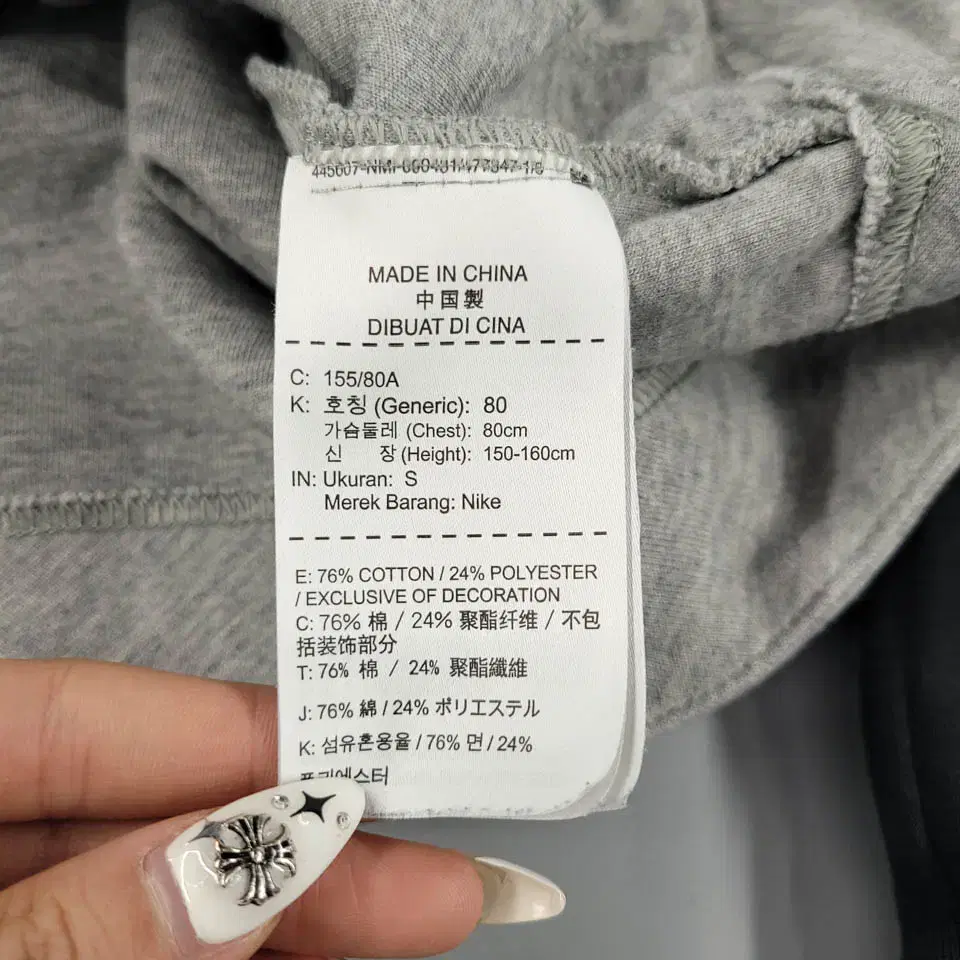 MADE IN CHINA
中国製
DIBUAT DI CINA
C: 155/80A
K: 호칭 (Generic): 80
가슴둘레 (Chest): 80cm
신 장 (Height): 150-160cm
IN: Ukuran: S
Merek Barang: Nike
E: 76% COTTON / 24% POLYESTER
/ EXCLUSIVE OF DECORATION
C: 76% 棉 / 24% 聚酯纤维 / 不包
括装饰部分
T: 76% 棉 / 24% 聚酯纖維
J: 76% 綿 / 24% ポリエステル
K: 섬유혼용율 / 76% 면 / 24%